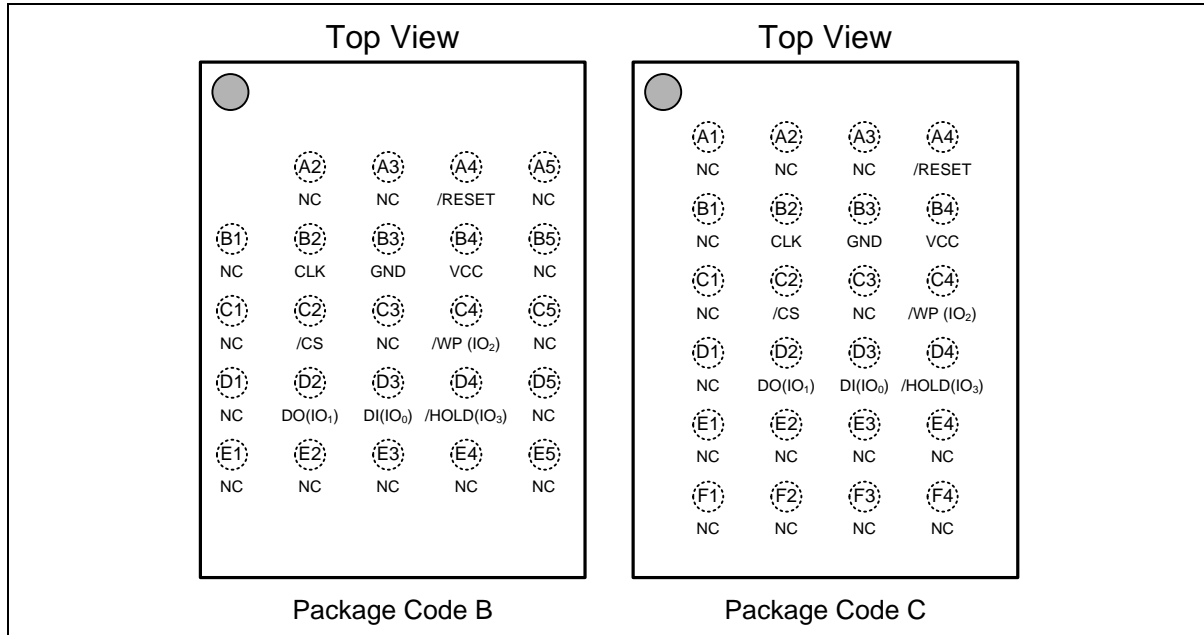 Top View
A2 A3 A4 A5
NC NC /RESET NC
B1 B2 B3 B4 B5
NC CLK GND VCC NC
C1 C2 C3 C4 C5
NC /CS NC /WP (IO₂) NC
D1 D2 D3 D4 D5
NC DO(IO₁) DI(IO₀) /HOLD(IO₃) NC
E1 E2 E3 E4 E5
NC NC NC NC NC
Package Code B
Top View
A1 A2 A3 A4
NC NC NC /RESET
B1 B2 B3 B4
NC CLK GND VCC
C1 C2 C3 C4
NC /CS NC /WP (IO₂)
D1 D2 D3 D4
NC DO(IO₁) DI(IO₀) /HOLD(IO₃)
E1 E2 E3 E4
NC NC NC NC
F1 F2 F3 F4
NC NC NC NC
Package Code C